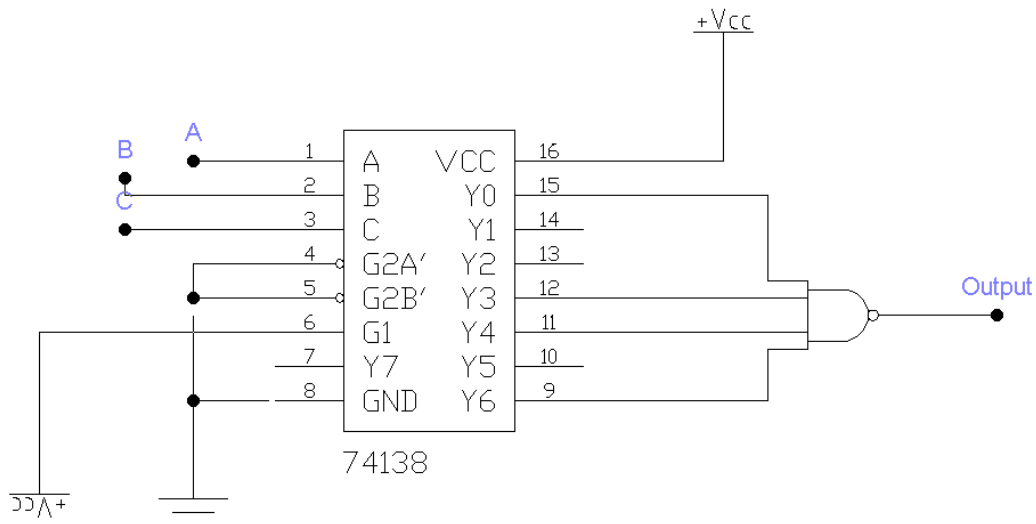 +Vcc
A
B
C
1 A VCC 16
2 B Y0 15
3 C Y1 14
4 G2A' Y2 13
5 G2B' Y3 12
6 G1 Y4 11
7 Y7 Y5 10
8 GND Y6 9
Output
74138
+Vcc